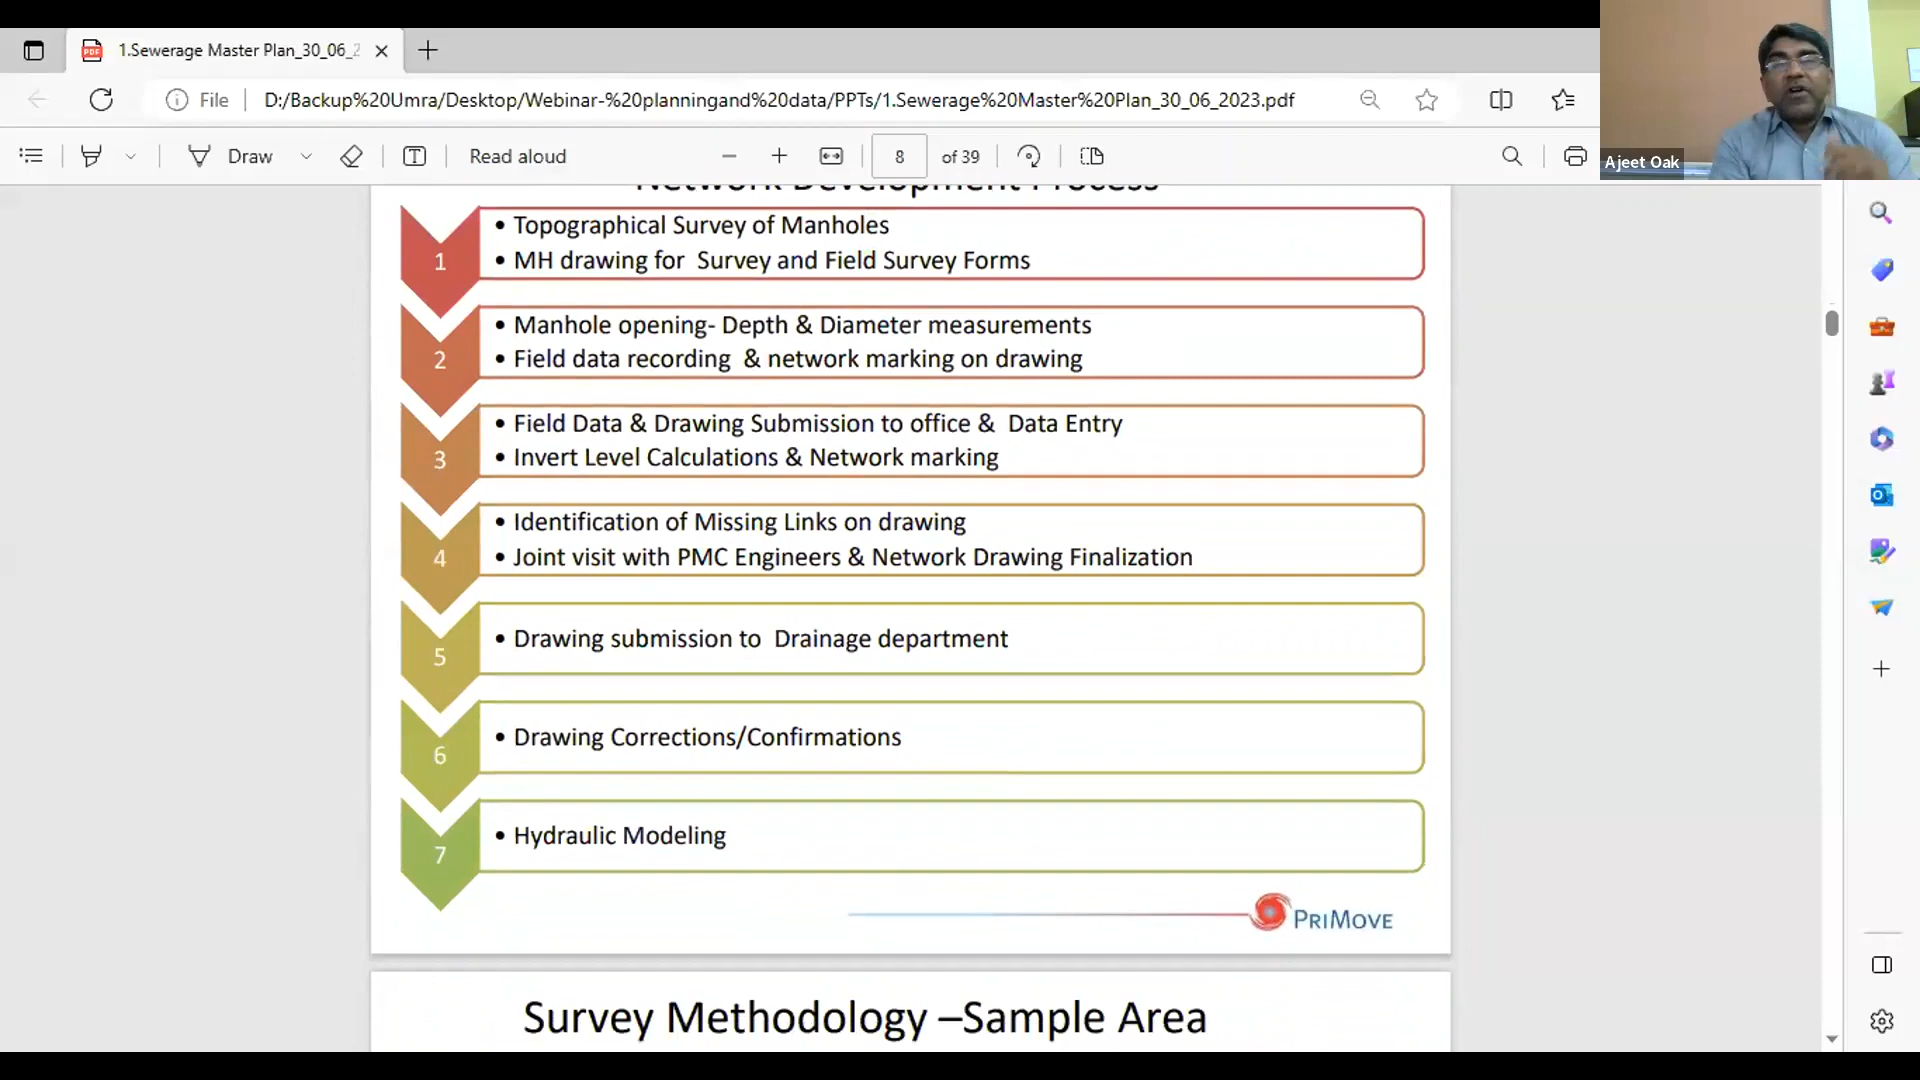 1.Sewerage Master Plan_30_06_2
File
D:/Backup%20Umra/Desktop/Webinar-%20planningand%20data/PPTs/1.Sewerage%20Master%20Plan_30_06_2023.pdf
Draw
Read aloud
8 of 39
Ajeet Oak
Network Development Process
1
• Topographical Survey of Manholes
• MH drawing for Survey and Field Survey Forms
2
• Manhole opening- Depth & Diameter measurements
• Field data recording & network marking on drawing
3
• Field Data & Drawing Submission to office & Data Entry
• Invert Level Calculations & Network marking
4
• Identification of Missing Links on drawing
• Joint visit with PMC Engineers & Network Drawing Finalization
5
• Drawing submission to Drainage department
6
• Drawing Corrections/Confirmations
7
• Hydraulic Modeling
PRIMOVE
Survey Methodology –Sample Area